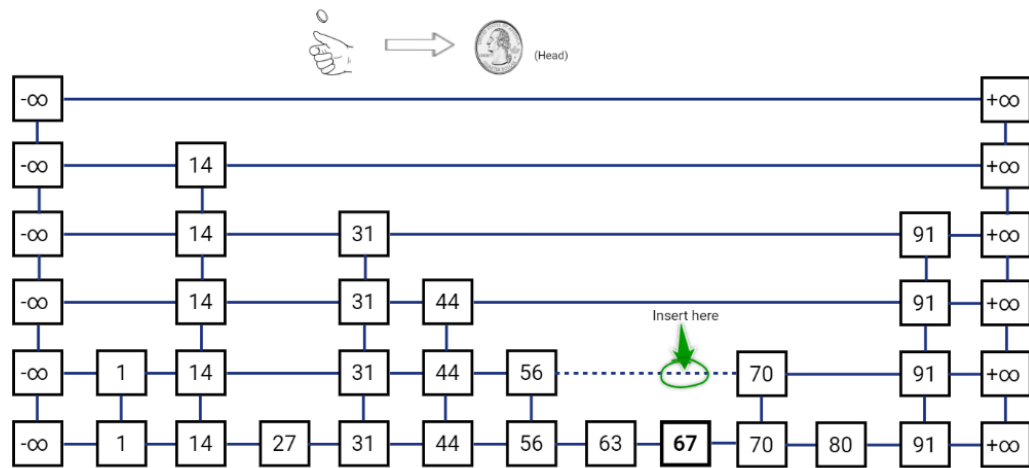 (Head)
-∞ +∞
-∞ 14 +∞
-∞ 14 31 91 +∞
-∞ 14 31 44 91 +∞
Insert here
-∞ 1 14 31 44 56 70 91 +∞
-∞ 1 14 27 31 44 56 63 67 70 80 91 +∞